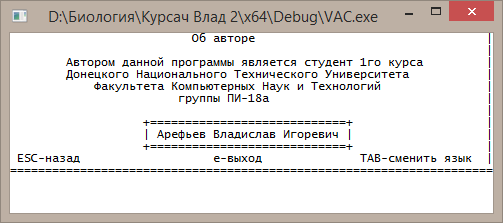 D:\Биология\Курсач Влад 2\x64\Debug\VAC.exe
Об авторе
Автором данной программы является студент 1го курса
Донецкого Национального Технического Университета
Факультета Компьютерных Наук и Технологий
группы ПИ-18а
+============================+
| Арефьев Владислав Игоревич |
+============================+
ESC-назад е-выход TAB-сменить язык